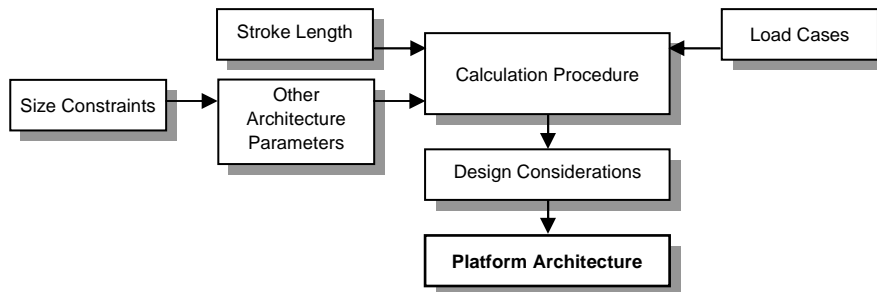 Stroke Length
Load Cases
Calculation Procedure
Size Constraints
Other
Architecture
Parameters
Design Considerations
Platform Architecture